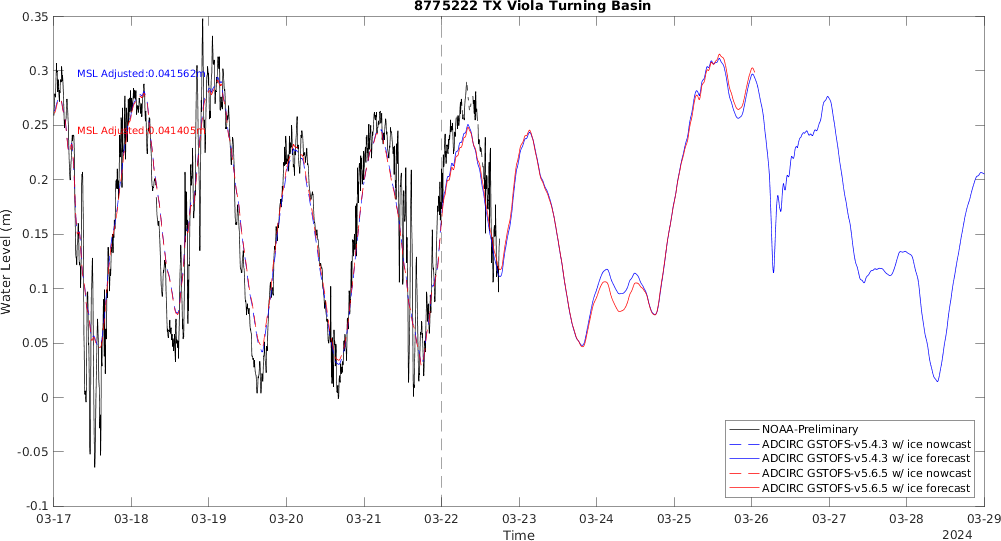 8775222 TX Viola Turning Basin
0.35
0.3
0.25
0.2
0.15
0.1
0.05
0
-0.05
-0.1
Water Level (m)
MSL Adjusted:0.041562m
MSL Adjusted:0.041405m
NOAA-Preliminary
ADCIRC GSTOFS-v5.4.3 w/ ice nowcast
ADCIRC GSTOFS-v5.4.3 w/ ice forecast
ADCIRC GSTOFS-v5.6.5 w/ ice nowcast
ADCIRC GSTOFS-v5.6.5 w/ ice forecast
03-17 03-18 03-19 03-20 03-21 03-22 03-23 03-24 03-25 03-26 03-27 03-28 03-29
Time
2024